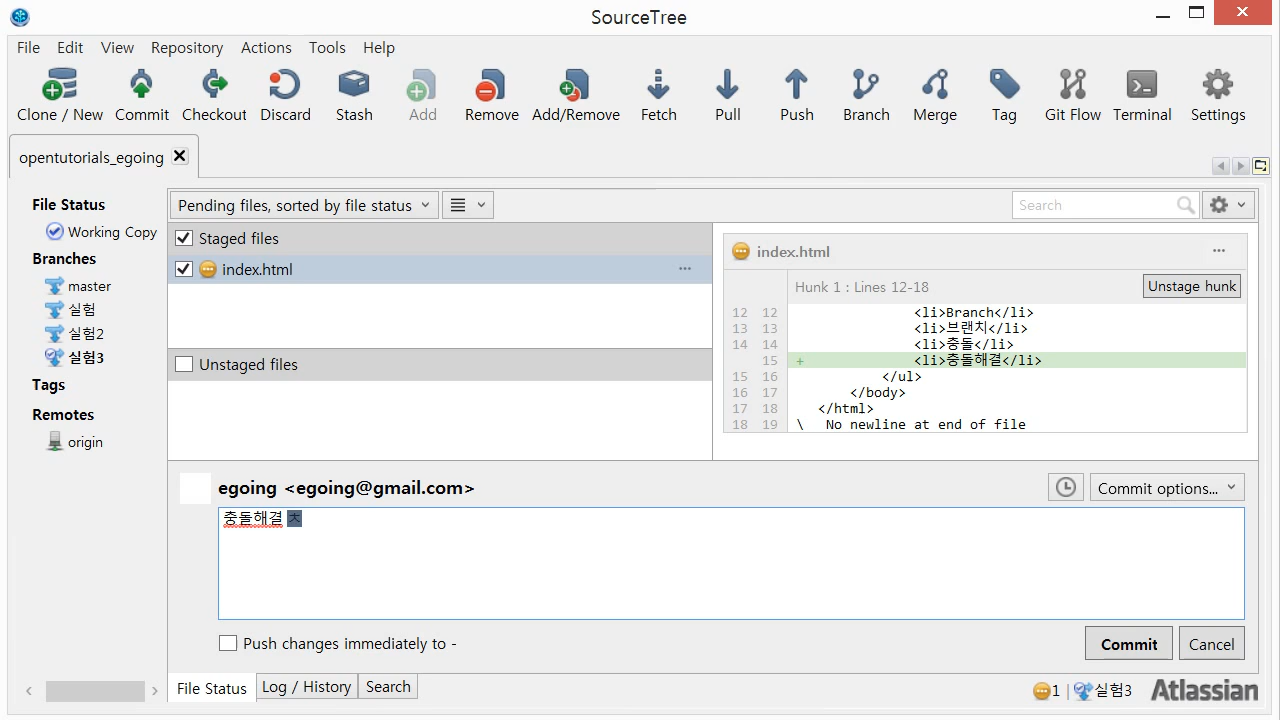 SourceTree
File Edit View Repository Actions Tools Help
Clone / New Commit Checkout Discard Stash Add Remove Add/Remove Fetch Pull Push Branch Merge Tag Git Flow Terminal Settings
opentutorials_egoing
File Status
Working Copy
Branches
master
실험
실험2
실험3
Tags
Remotes
origin
Pending files, sorted by file status
Search
Staged files
index.html
Unstaged files
index.html
Hunk 1 : Lines 12-18 Unstage hunk
12 12 <li>Branch</li>
13 13 <li>브랜치</li>
14 14 <li>충돌</li>
15 + <li>충돌해결</li>
15 16 </ul>
16 17 </body>
17 18 </html>
18 19 \ No newline at end of file
egoing <egoing@gmail.com>
Commit options...
충돌해결 ㅊ
Push changes immediately to -
Commit Cancel
File Status Log / History Search
1 실험3 Atlassian